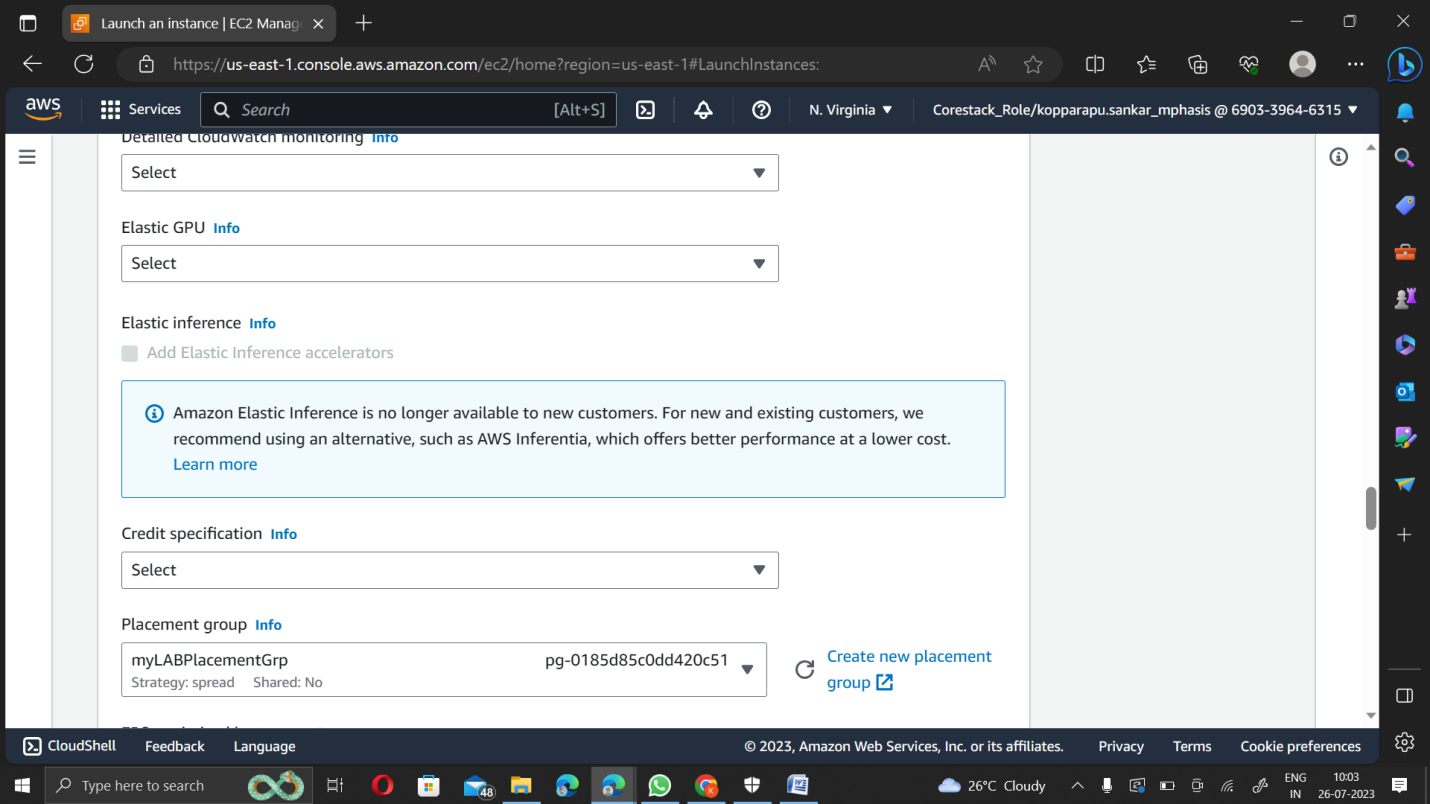 Launch an instance | EC2 Manag
https://us-east-1.console.aws.amazon.com/ec2/home?region=us-east-1#LaunchInstances:
aws Services Search [Alt+S] N. Virginia Corestack_Role/kopparapu.sankar_mphasis @ 6903-3964-6315
Detailed CloudWatch monitoring Info
Select
Elastic GPU Info
Select
Elastic inference Info
Add Elastic Inference accelerators
Amazon Elastic Inference is no longer available to new customers. For new and existing customers, we
recommend using an alternative, such as AWS Inferentia, which offers better performance at a lower cost.
Learn more
Credit specification Info
Select
Placement group Info
myLABPlacementGrp pg-0185d85c0dd420c51
Strategy: spread Shared: No
Create new placement
group
CloudShell Feedback Language © 2023, Amazon Web Services, Inc. or its affiliates. Privacy Terms Cookie preferences
Type here to search 48 26°C Cloudy ENG
IN
10:03
26-07-2023